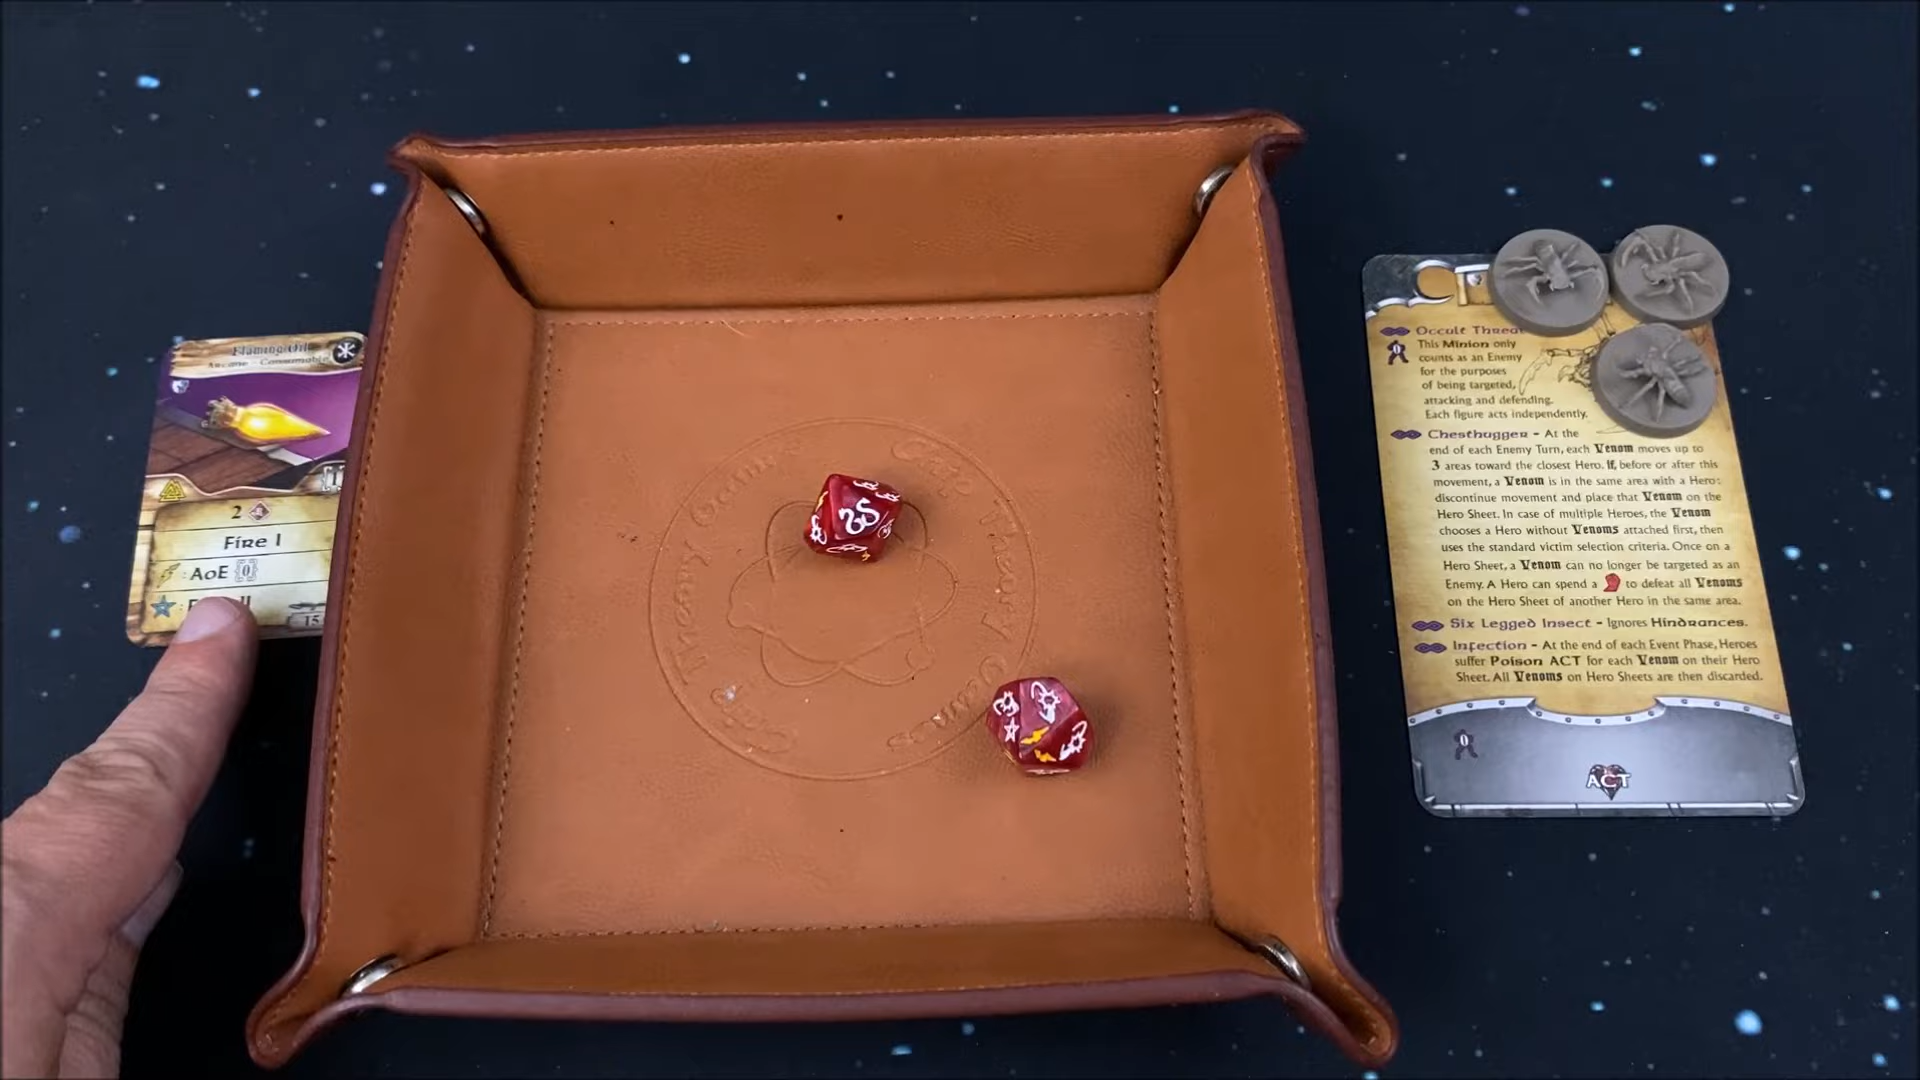 Flaming Oil
Arcane - Consumable
2
Fire I
: AoE 0
15
Occult Threat
0
This Minion only
counts as an Enemy
for the purposes
of being targeted,
attacking and defending.
Each figure acts independently.
Chesthugger - At the
end of each Enemy Turn, each Venom moves up to
3 areas toward the closest Hero. If, before or after this
movement, a Venom is in the same area with a Hero:
discontinue movement and place that Venom on the
Hero Sheet. In case of multiple Heroes, the Venom
chooses a Hero without Venoms attached first, then
uses the standard victim selection criteria. Once on a
Hero Sheet, a Venom can no longer be targeted as an
Enemy. A Hero can spend a to defeat all Venoms
on the Hero Sheet of another Hero in the same area.
Six Legged Insect - Ignores Hindrances.
Infection - At the end of each Event Phase, Heroes
suffer Poison ACT for each Venom on their Hero
Sheet. All Venoms on Hero Sheets are then discarded.
0
ACT